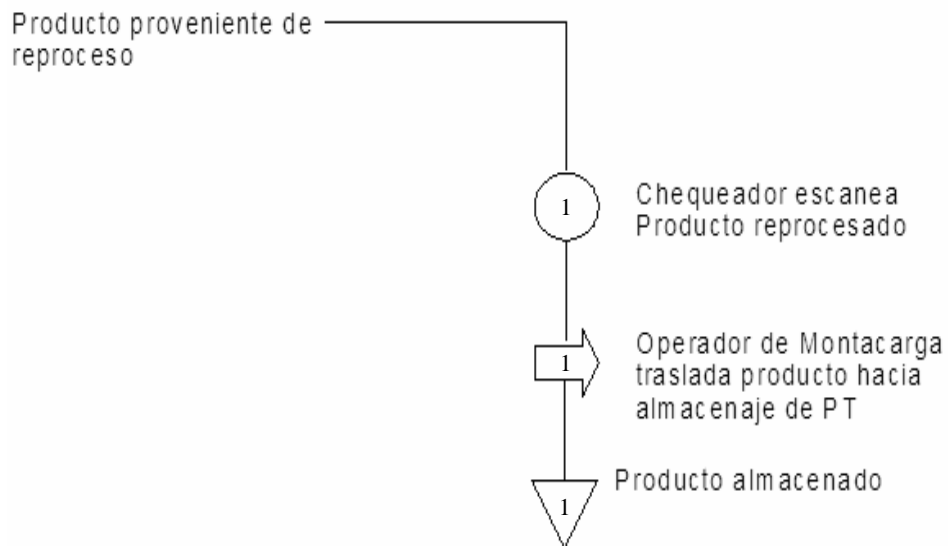 Producto proveniente de
reproceso
1
Chequeador escanea
Producto reprocesado
1
Operador de Montacarga
traslada producto hacia
almacenaje de PT
1
Producto almacenado